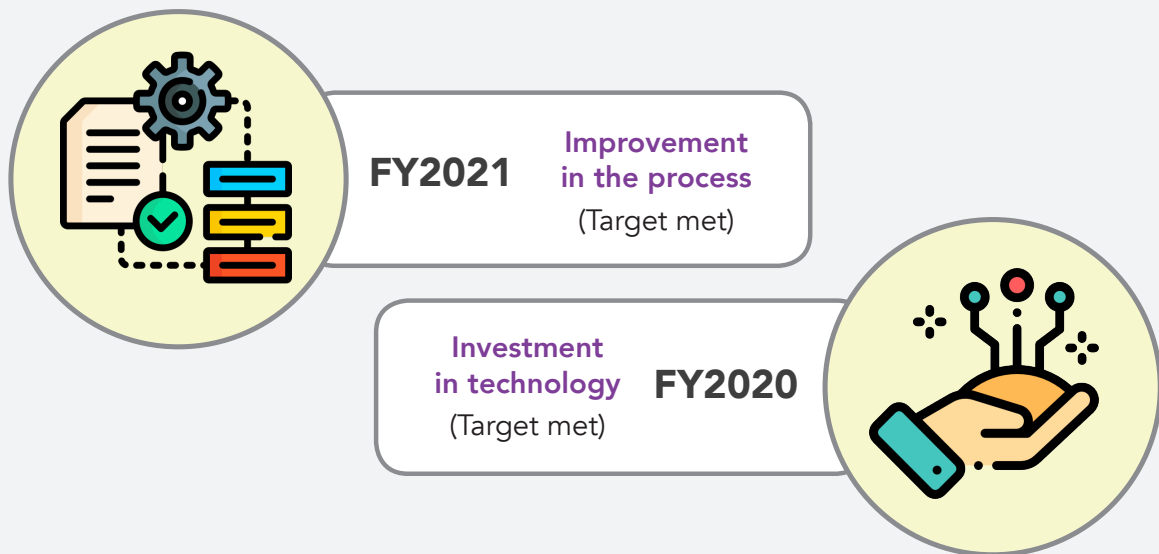 FY2021
Improvement
in the process
(Target met)
Investment
in technology
(Target met)
FY2020